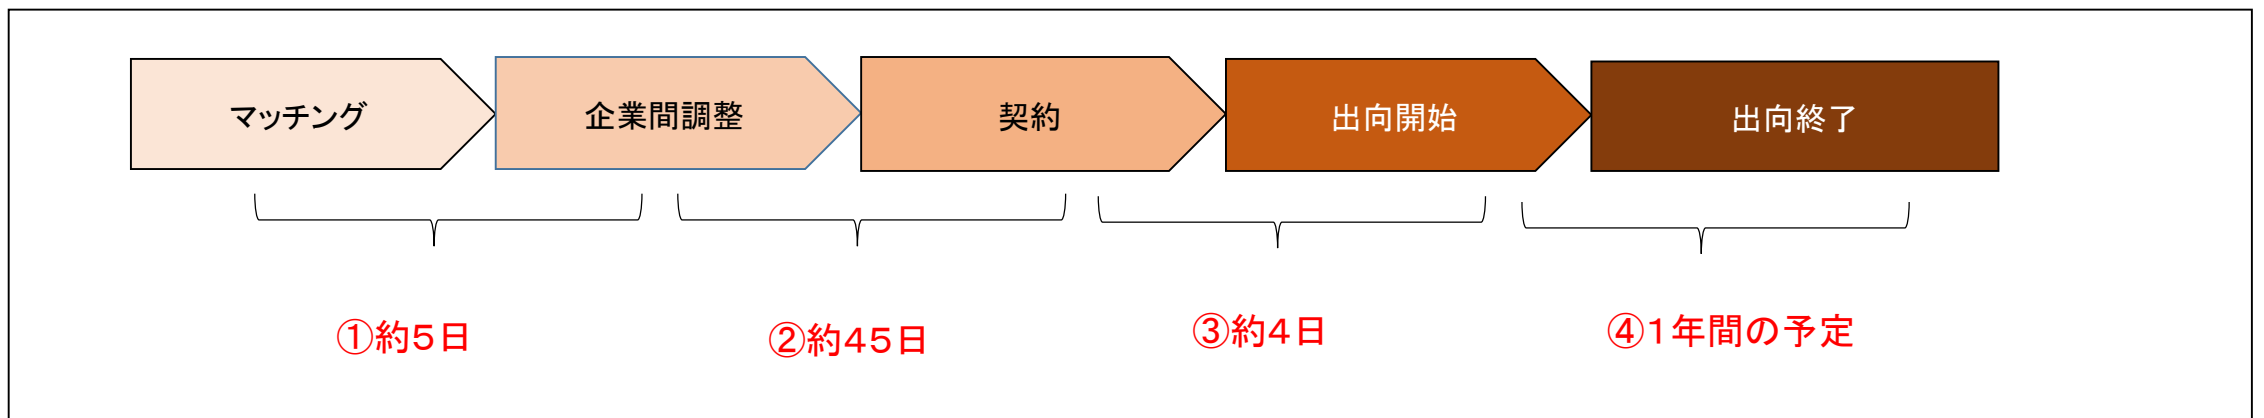 マッチング
企業間調整
契約
出向開始
出向終了
①約５日
②約４５日
③約４日
④１年間の予定